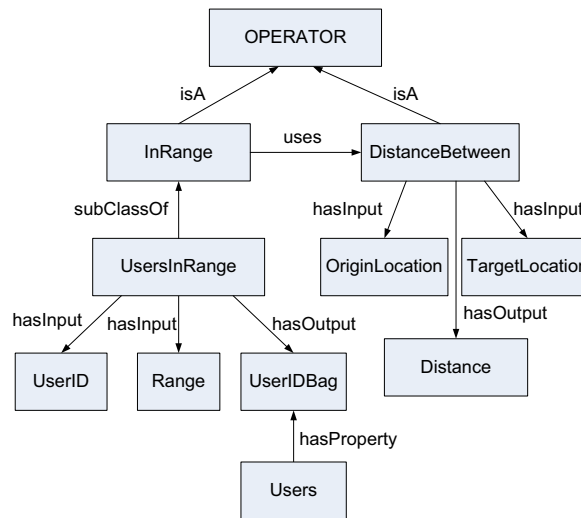 OPERATOR
isA
isA
InRange
uses
DistanceBetween
subClassOf
hasInput
hasInput
UsersInRange
OriginLocation
TargetLocation
hasInput
hasInput
hasOutput
hasOutput
UserID
Range
UserIDBag
Distance
hasProperty
Users